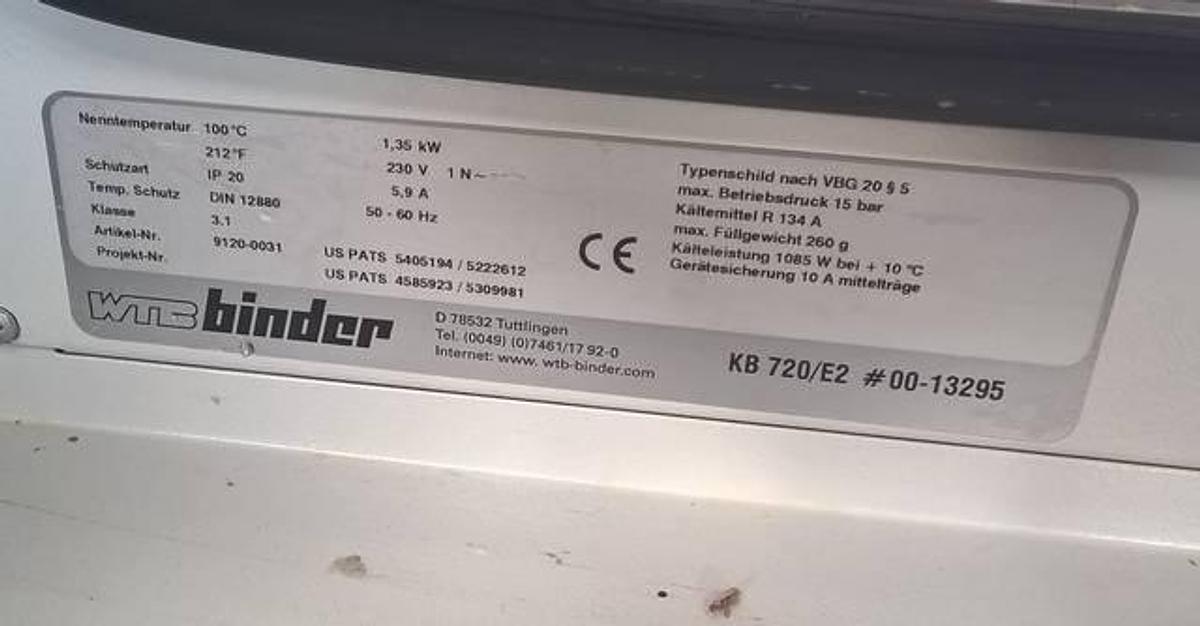 Nenntemperatur 100°C
212°F
Schutzart IP 20
Temp. Schutz DIN 12880
Klasse 3.1
Artikel-Nr. 9120-0031
Projekt-Nr.
1,35 kW
230 V 1 N~
5,9 A
50 - 60 Hz
US PATS 5405194 / 5222612
US PATS 4585923 / 5309981
CE
Typenschild nach VBG 20 § 5
max. Betriebsdruck 15 bar
Kältemittel R 134 A
max. Füllgewicht 260 g
Kälteleistung 1085 W bei + 10 °C
Gerätesicherung 10 A mittelträge
WTB binder
D 78532 Tuttlingen
Tel. (0049) (0)7461/17 92-0
Internet: www. wtb-binder.com
KB 720/E2 #00-13295